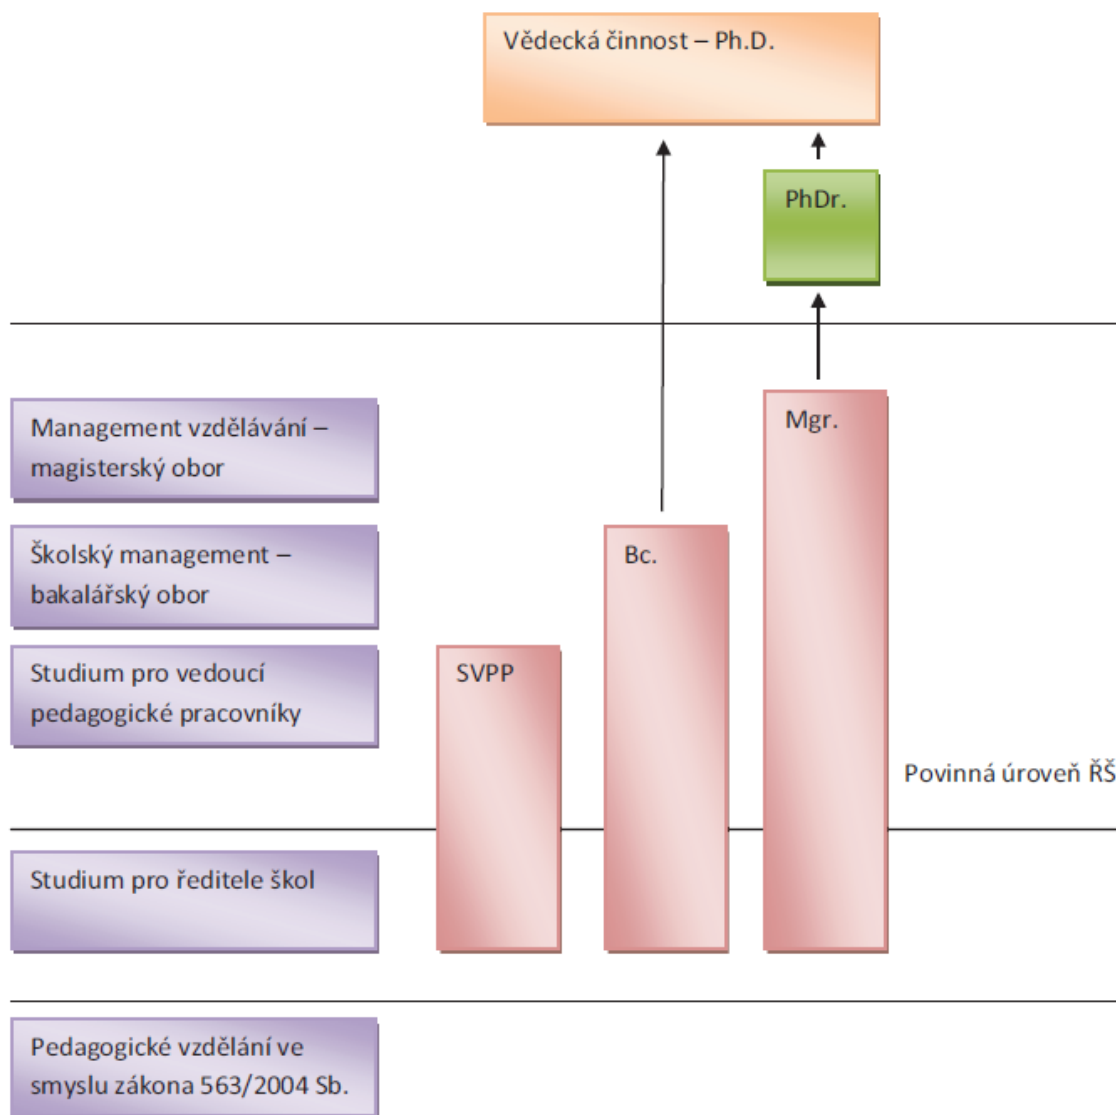 Vědecká činnost – Ph.D.
PhDr.
Management vzdělávání –
magisterský obor
Mgr.
Školský management –
bakalářský obor
Bc.
Studium pro vedoucí
pedagogické pracovníky
SVPP
Povinná úroveň ŘŠ
Studium pro ředitele škol
Pedagogické vzdělání ve
smyslu zákona 563/2004 Sb.